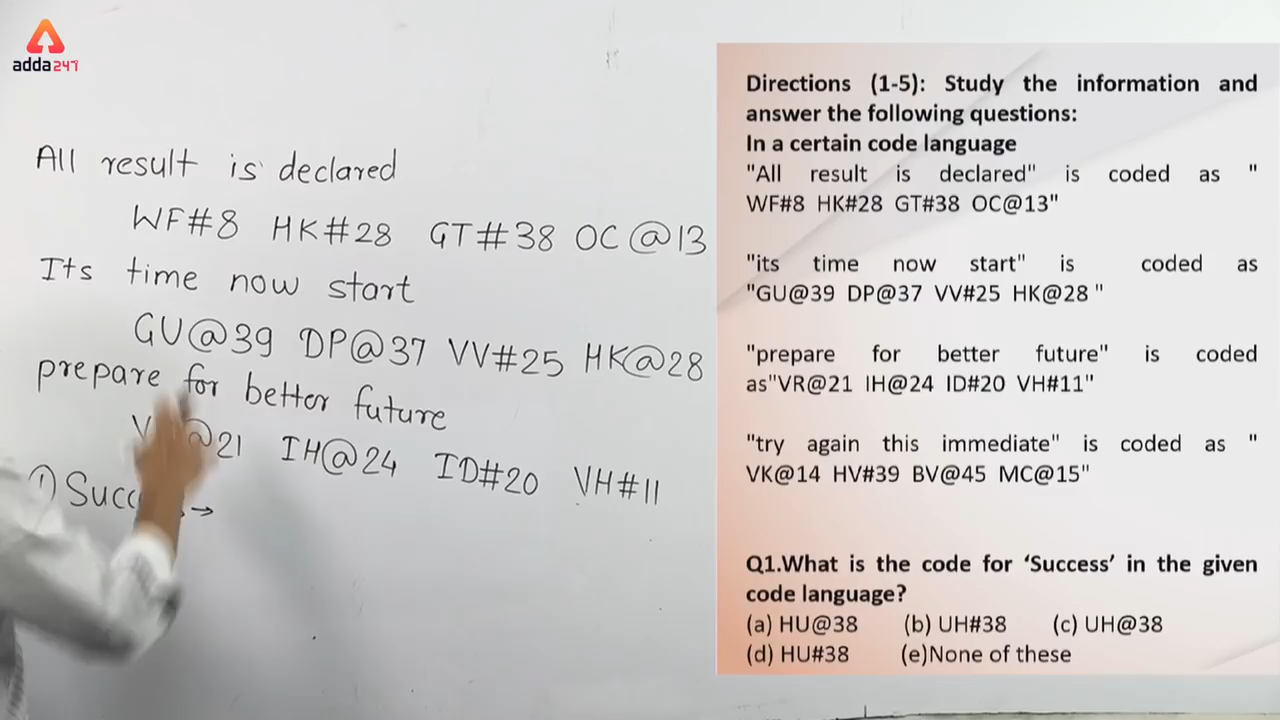 adda247
All result is declared
WF#8 HK#28 GT#38 OC@13
Its time now start
GU@39 DP@37 VV#25 HK@28
prepare for better future
@21 IH@24 ID#20 VH#11
1)
Directions (1-5): Study the information and
answer the following questions:
In a certain code language
"All result is declared" is coded as "
WF#8 HK#28 GT#38 OC@13"
"its time now start" is coded as
"GU@39 DP@37 VV#25 HK@28 "
"prepare for better future" is coded
as"VR@21 IH@24 ID#20 VH#11"
"try again this immediate" is coded as "
VK@14 HV#39 BV@45 MC@15"
Q1.What is the code for ‘Success’ in the given
code language?
(a) HU@38 (b) UH#38 (c) UH@38
(d) HU#38 (e)None of these